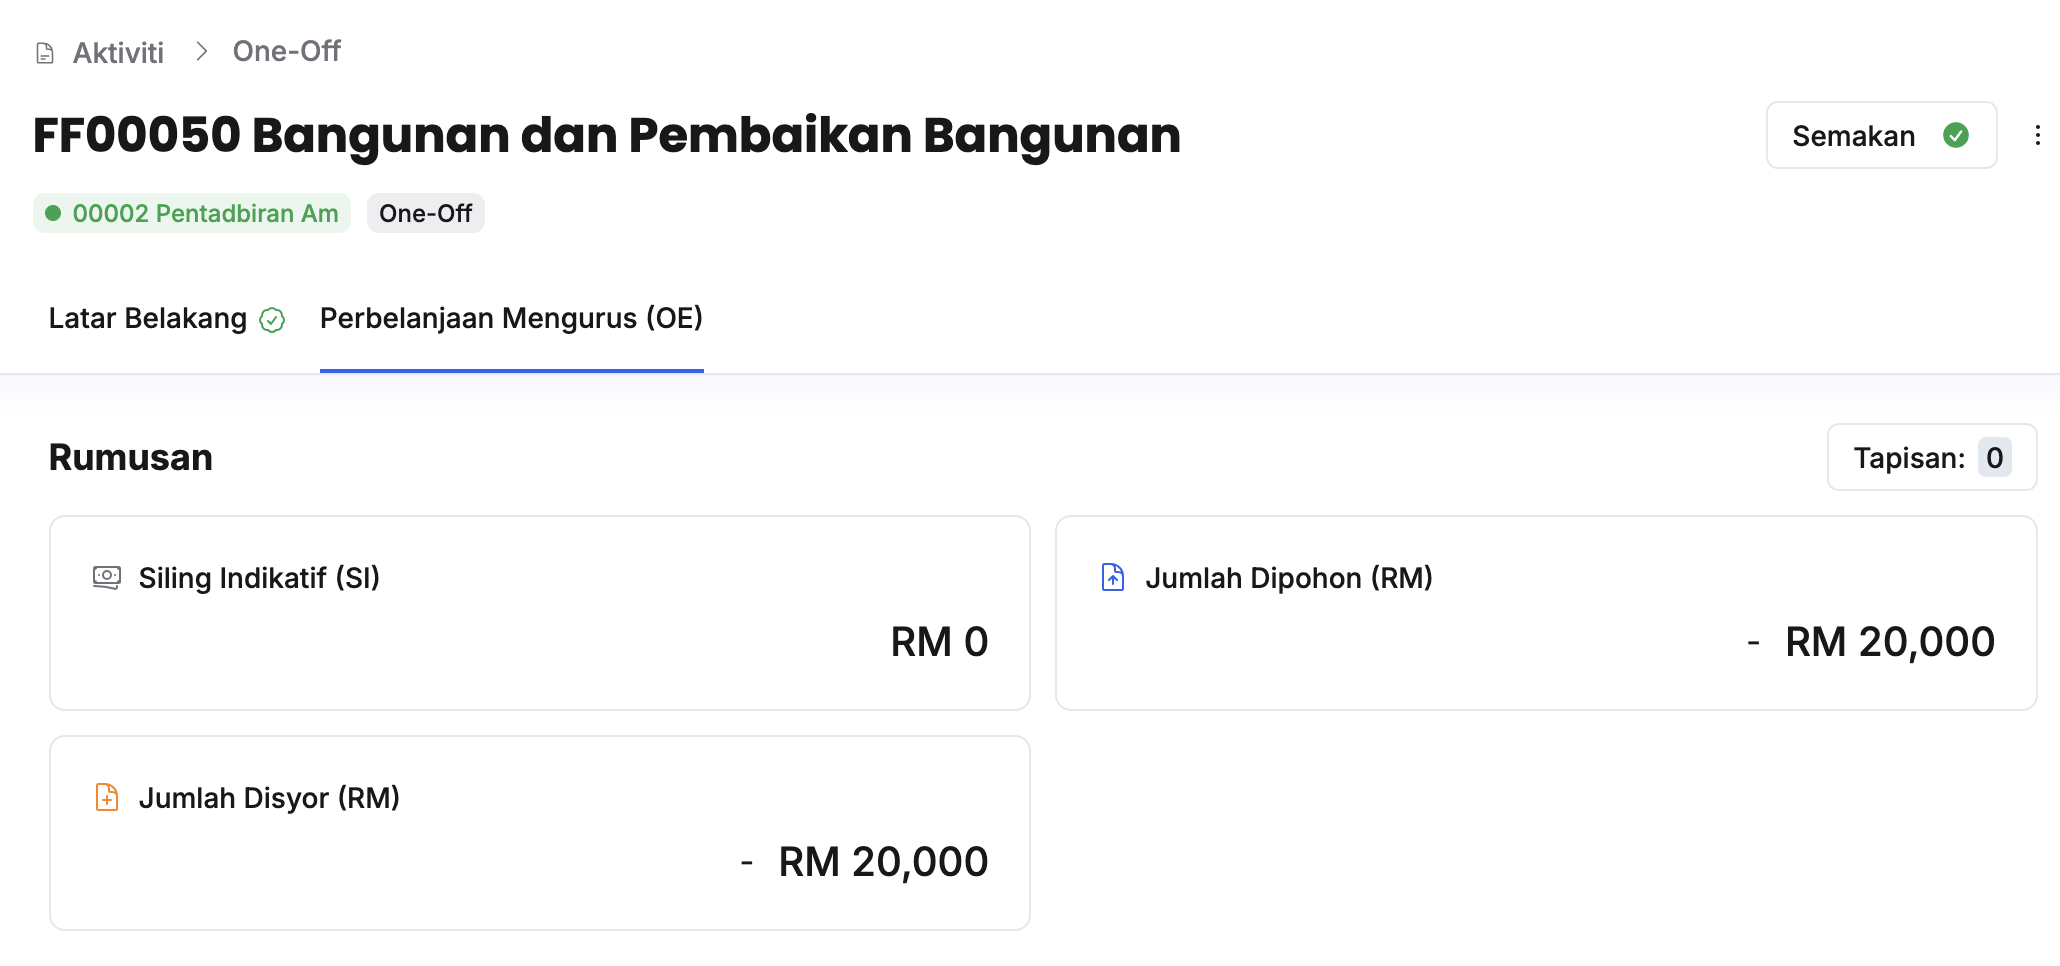 Aktiviti > One-Off
FF00050 Bangunan dan Pembaikan Bangunan
Semakan
00002 Pentadbiran Am One-Off
Latar Belakang Perbelanjaan Mengurus (OE)
Rumusan
Tapisan: 0
Siling Indikatif (SI)
RM 0
Jumlah Dipohon (RM)
- RM 20,000
Jumlah Disyor (RM)
- RM 20,000